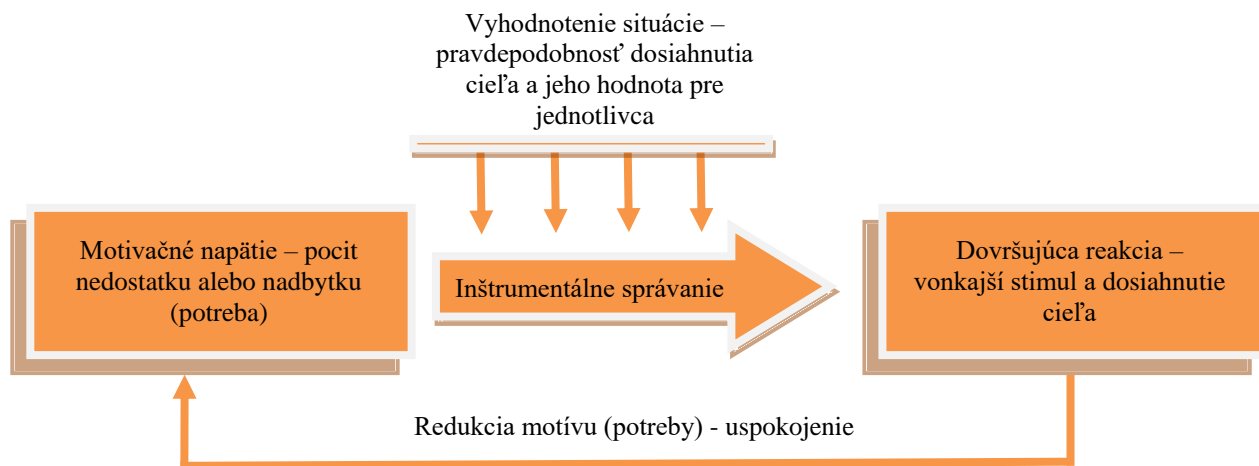 Vyhodnotenie situácie –
pravdepodobnosť dosiahnutia
cieľa a jeho hodnota pre
jednotlivca
Motivačné napätie – pocit
nedostatku alebo nadbytku
(potreba)
Inštrumentálne správanie
Dovršujúca reakcia –
vonkajší stimul a dosiahnutie
cieľa
Redukcia motívu (potreby) - uspokojenie